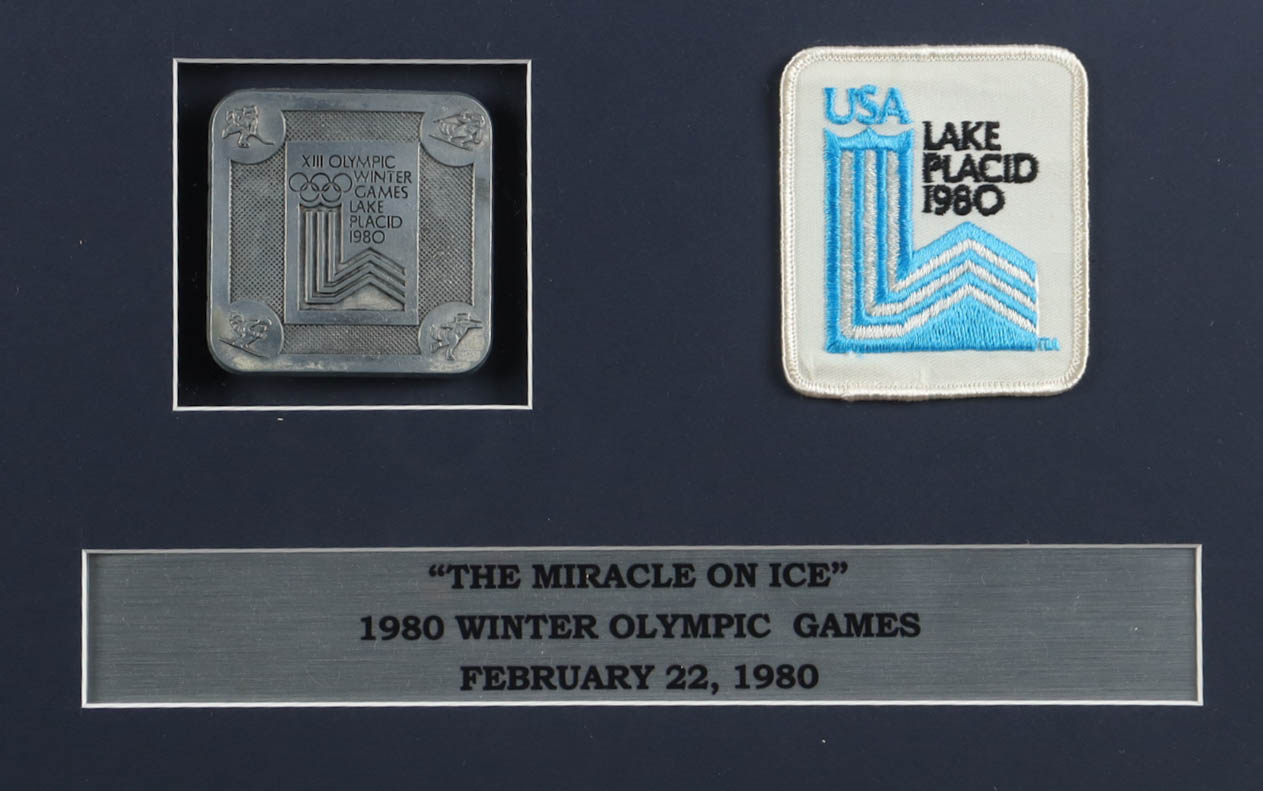 XIII OLYMPIC
WINTER
GAMES
LAKE
PLACID
1980
USA
LAKE
PLACID
1980
TM
“THE MIRACLE ON ICE”
1980 WINTER OLYMPIC GAMES
FEBRUARY 22, 1980